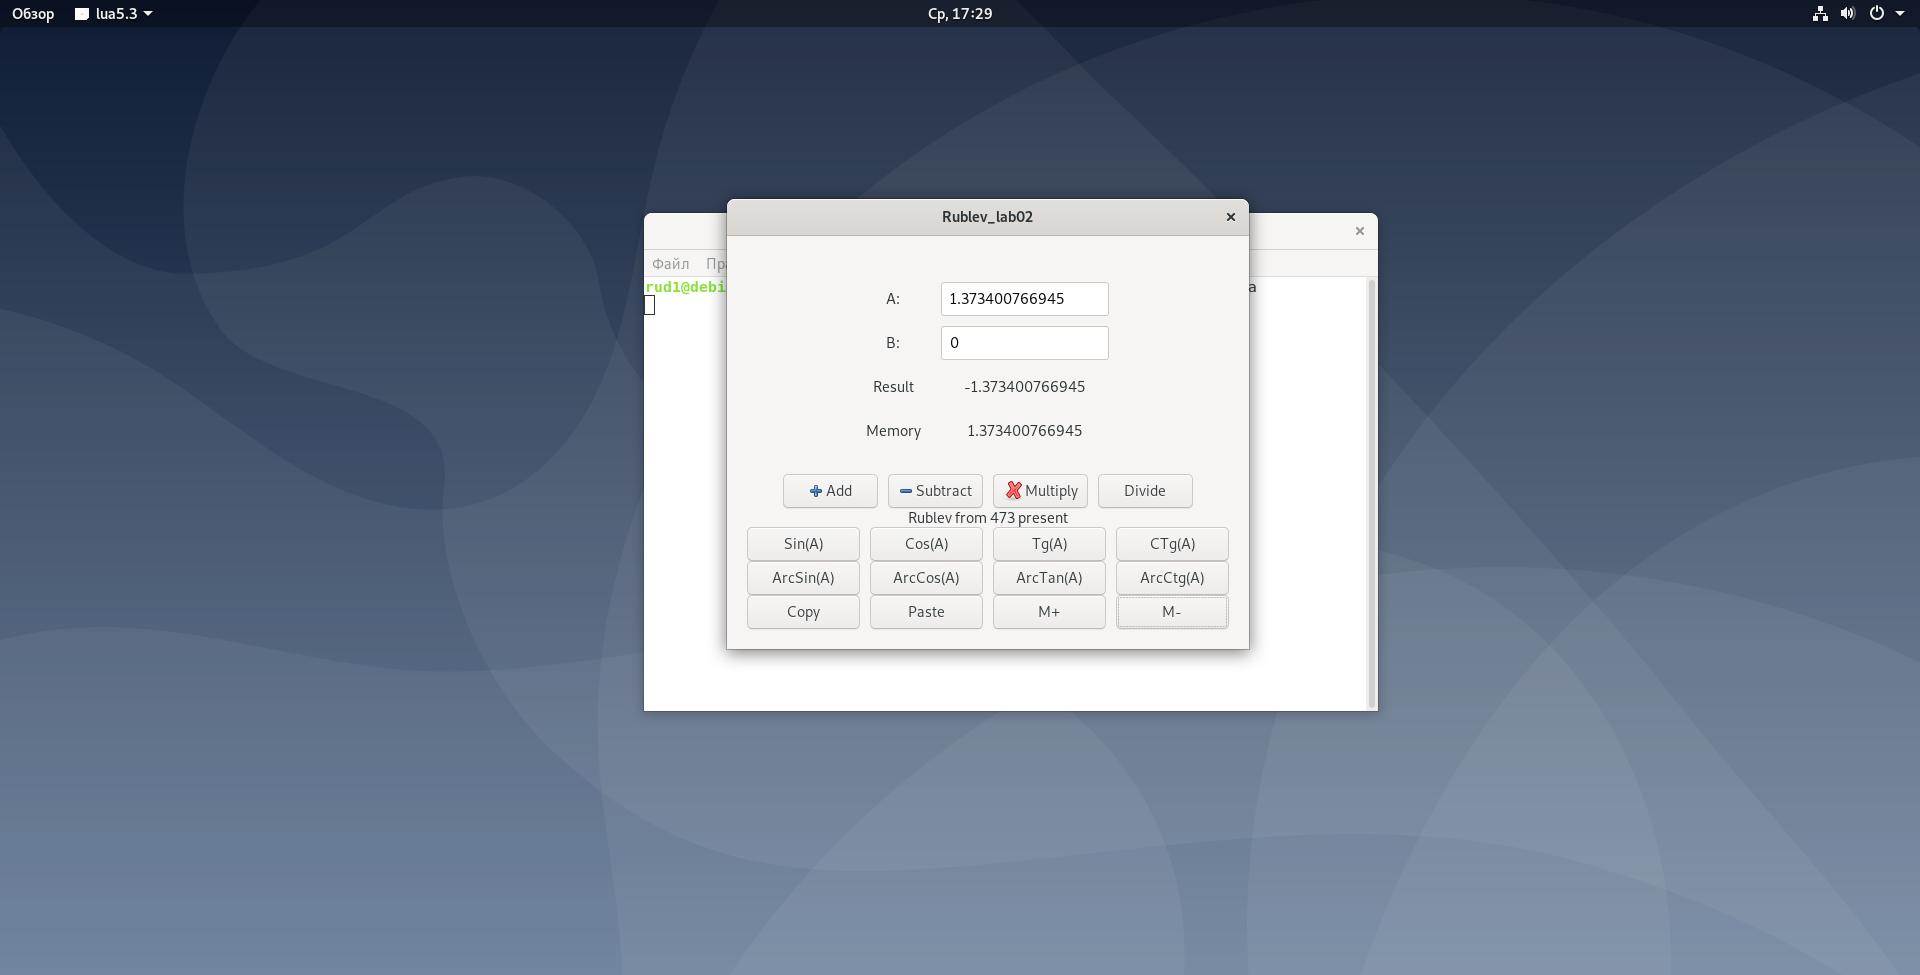 Обзор lua5.3 Ср, 17:29
Rublev_lab02
Файл
rud1@debi a
A: 1.373400766945
B: 0
Result -1.373400766945
Memory 1.373400766945
Add Subtract Multiply Divide
Rublev from 473 present
Sin(A) Cos(A) Tg(A) CTg(A)
ArcSin(A) ArcCos(A) ArcTan(A) ArcCtg(A)
Copy Paste M+ M-